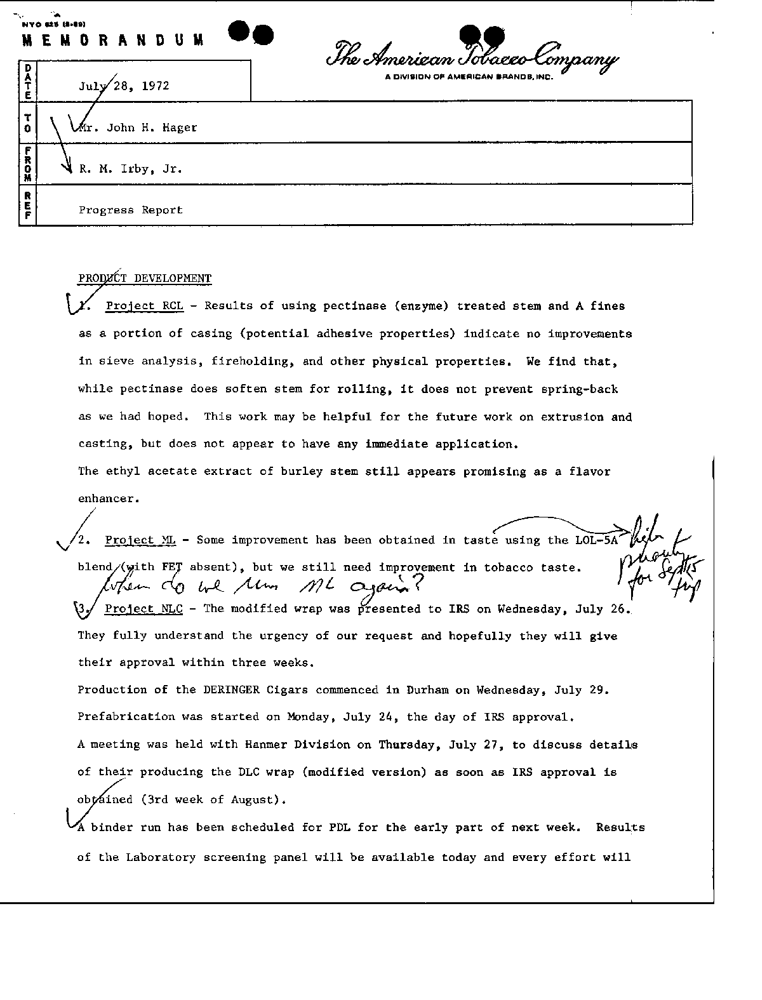 NYO 625 (8-69)
MEMORANDUM
The American Tobacco Company
A DIVISION OF AMERICAN BRANDS, INC.
DATE
July 28, 1972
TO
Mr. John H. Hager
FROM
R. M. Irby, Jr.
REF
Progress Report
PRODUCT DEVELOPMENT
1. Project RCL - Results of using pectinase (enzyme) treated stem and A fines
as a portion of casing (potential adhesive properties) indicate no improvements
in sieve analysis, fireholding, and other physical properties. We find that,
while pectinase does soften stem for rolling, it does not prevent spring-back
as we had hoped. This work may be helpful for the future work on extrusion and
casting, but does not appear to have any immediate application.
The ethyl acetate extract of burley stem still appears promising as a flavor
enhancer.
2. Project ML - Some improvement has been obtained in taste using the LOL-5A
blend (with FET absent), but we still need improvement in tobacco taste.
for Sept 15
When do we run ML again?
3. Project NLC - The modified wrap was presented to IRS on Wednesday, July 26.
They fully understand the urgency of our request and hopefully they will give
their approval within three weeks.
Production of the DERINGER Cigars commenced in Durham on Wednesday, July 29.
Prefabrication was started on Monday, July 24, the day of IRS approval.
A meeting was held with Hanmer Division on Thursday, July 27, to discuss details
of their producing the DLC wrap (modified version) as soon as IRS approval is
obtained (3rd week of August).
A binder run has been scheduled for PDL for the early part of next week. Results
of the Laboratory screening panel will be available today and every effort will